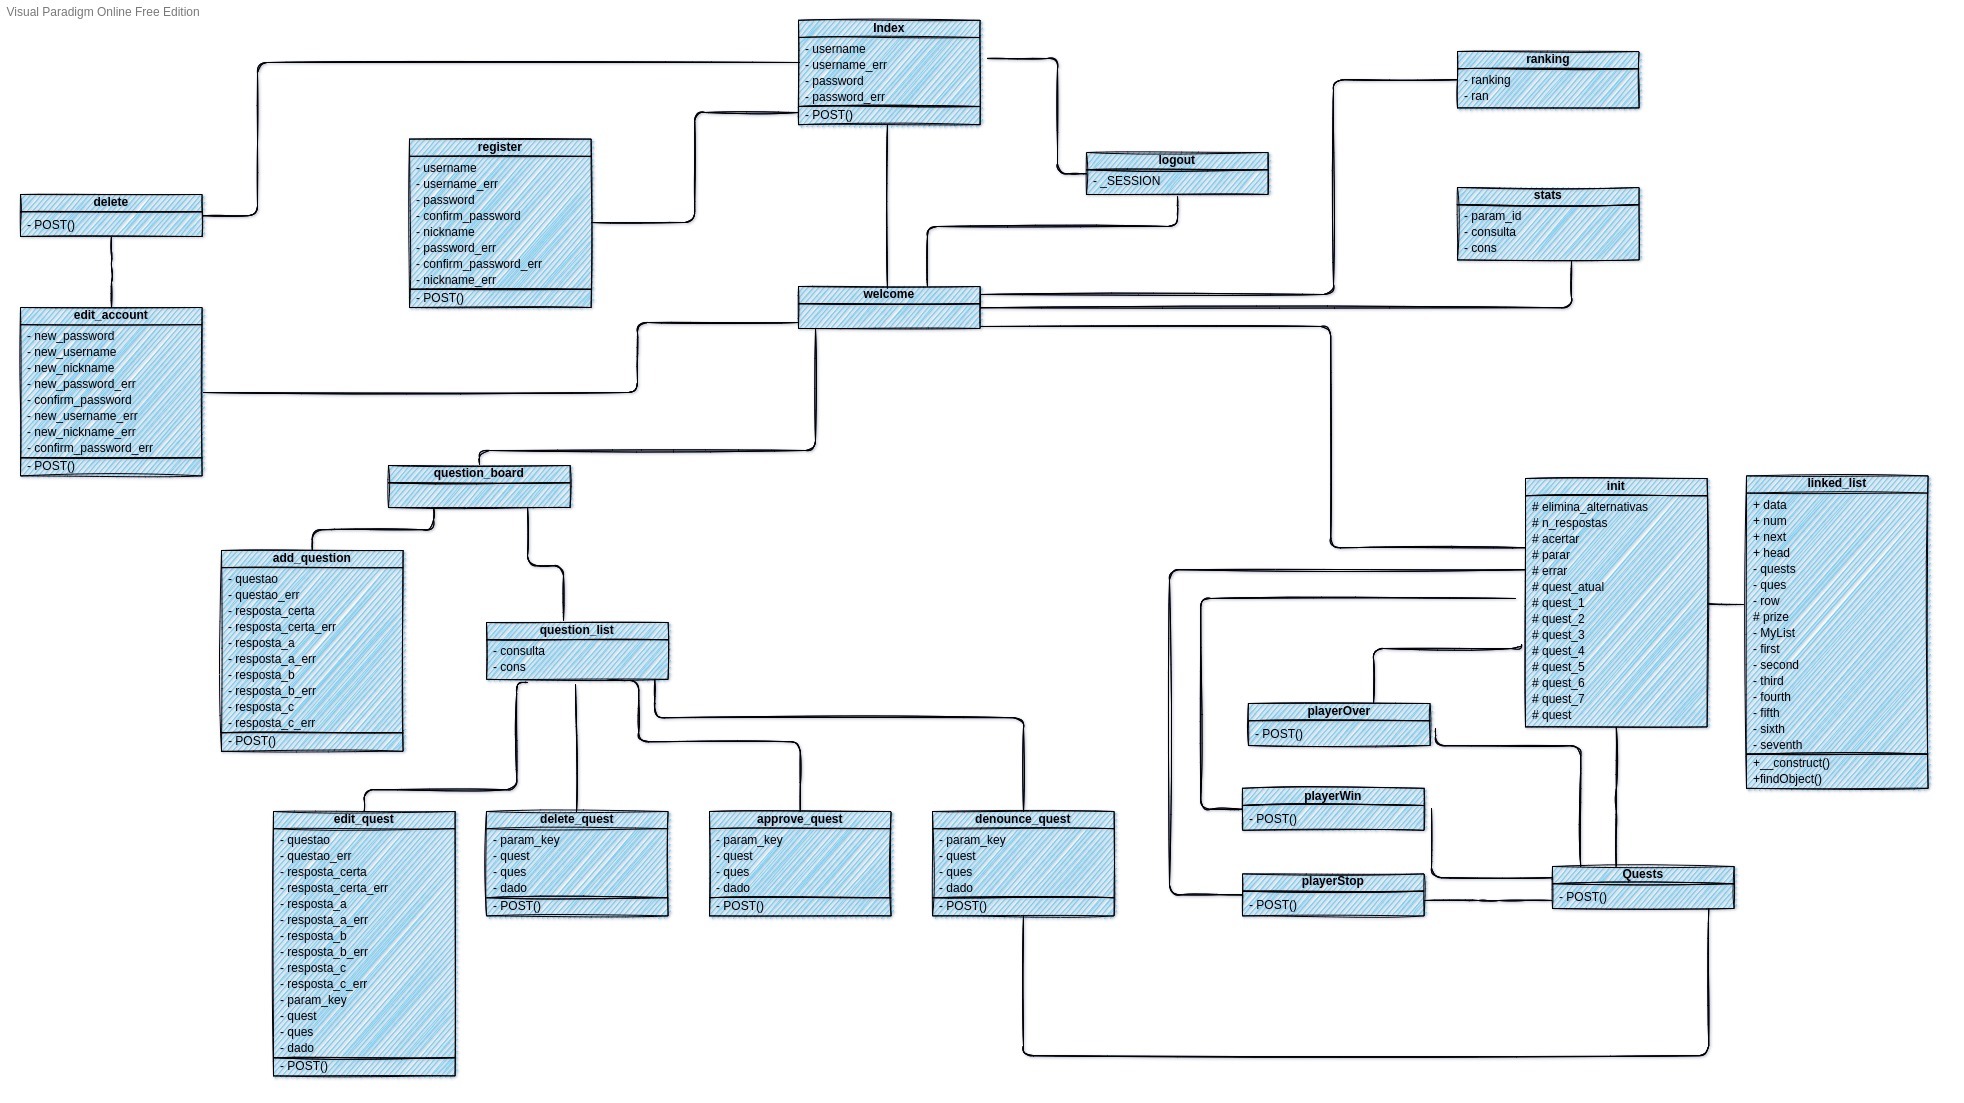 Visual Paradigm Online Free Edition
Index
- username
- username_err
- password
- password_err
- POST()
ranking
- ranking
- ran
register
- username
- username_err
- password
- confirm_password
- nickname
- password_err
- confirm_password_err
- nickname_err
- POST()
logout
- _SESSION
delete
- POST()
stats
- param_id
- consulta
- cons
welcome
edit_account
- new_password
- new_username
- new_nickname
- new_password_err
- confirm_password
- new_username_err
- new_nickname_err
- confirm_password_err
- POST()
question_board
init
# elimina_alternativas
# n_respostas
# acertar
# parar
# errar
# quest_atual
# quest_1
# quest_2
# quest_3
# quest_4
# quest_5
# quest_6
# quest_7
# quest
linked_list
+ data
+ num
+ next
+ head
- quests
- ques
- row
# prize
- MyList
- first
- second
- third
- fourth
- fifth
- sixth
- seventh
+__construct()
+findObject()
add_question
- questao
- questao_err
- resposta_certa
- resposta_certa_err
- resposta_a
- resposta_a_err
- resposta_b
- resposta_b_err
- resposta_c
- resposta_c_err
- POST()
question_list
- consulta
- cons
playerOver
- POST()
playerWin
- POST()
playerStop
- POST()
Quests
- POST()
edit_quest
- questao
- questao_err
- resposta_certa
- resposta_certa_err
- resposta_a
- resposta_a_err
- resposta_b
- resposta_b_err
- resposta_c
- resposta_c_err
- param_key
- quest
- ques
- dado
- POST()
delete_quest
- param_key
- quest
- ques
- dado
- POST()
approve_quest
- param_key
- quest
- ques
- dado
- POST()
denounce_quest
- param_key
- quest
- ques
- dado
- POST()